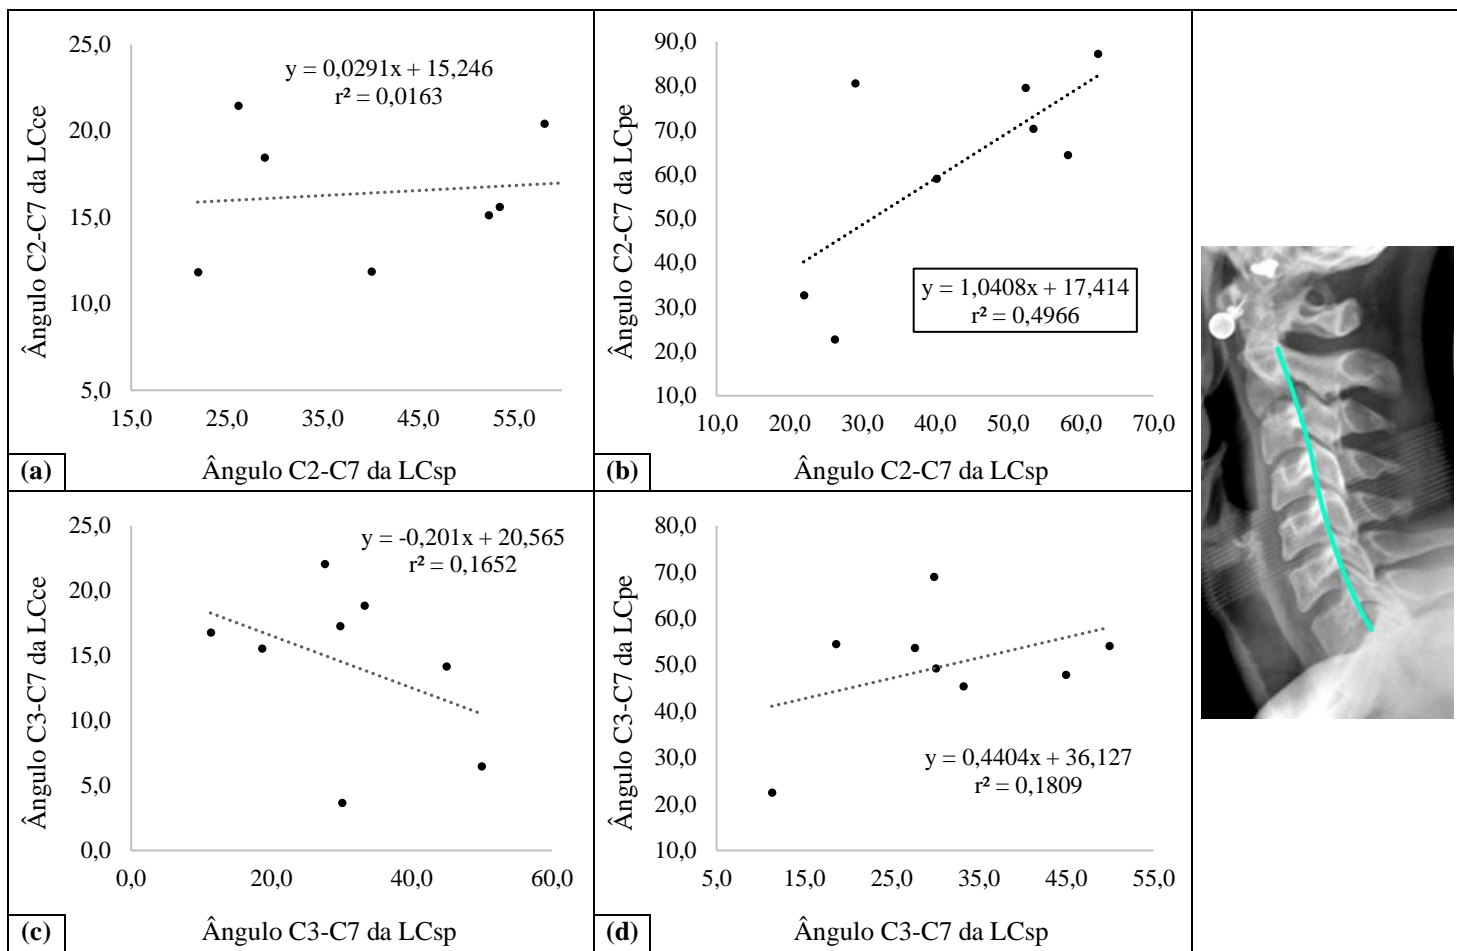 25,0
20,0
15,0
10,0
5,0
15,0 25,0 35,0 45,0 55,0
y = 0,0291x + 15,246
r² = 0,0163
Ângulo C2-C7 da LCce
Ângulo C2-C7 da LCsp
(a)
90,0
80,0
70,0
60,0
50,0
40,0
30,0
20,0
10,0
10,0 20,0 30,0 40,0 50,0 60,0 70,0
y = 1,0408x + 17,414
r² = 0,4966
Ângulo C2-C7 da LCpe
Ângulo C2-C7 da LCsp
(b)
25,0
20,0
15,0
10,0
5,0
0,0
0,0 20,0 40,0 60,0
y = -0,201x + 20,565
r² = 0,1652
Ângulo C3-C7 da LCce
Ângulo C3-C7 da LCsp
(c)
80,0
70,0
60,0
50,0
40,0
30,0
20,0
10,0
5,0 15,0 25,0 35,0 45,0 55,0
y = 0,4404x + 36,127
r² = 0,1809
Ângulo C3-C7 da LCpe
Ângulo C3-C7 da LCsp
(d)